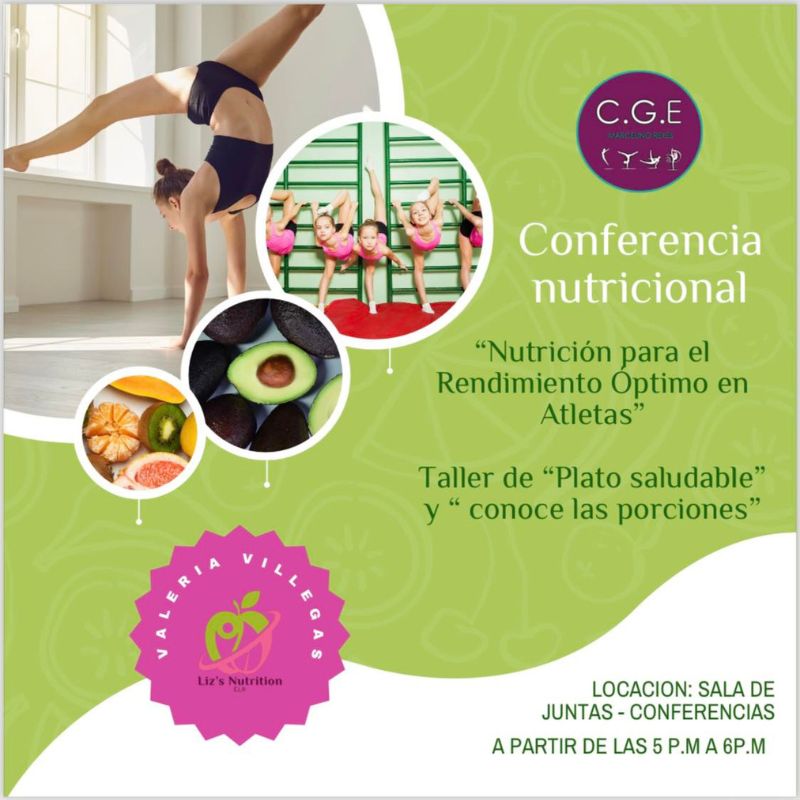 C.G.E
MARCELINO REYES
Conferencia
nutricional
“Nutrición para el
Rendimiento Óptimo en
Atletas”
Taller de “Plato saludable”
y “ conoce las porciones”
VALERIA VILLEGAS
Liz's Nutrition
LOCACION: SALA DE
JUNTAS - CONFERENCIAS
A PARTIR DE LAS 5 P.M A 6P.M